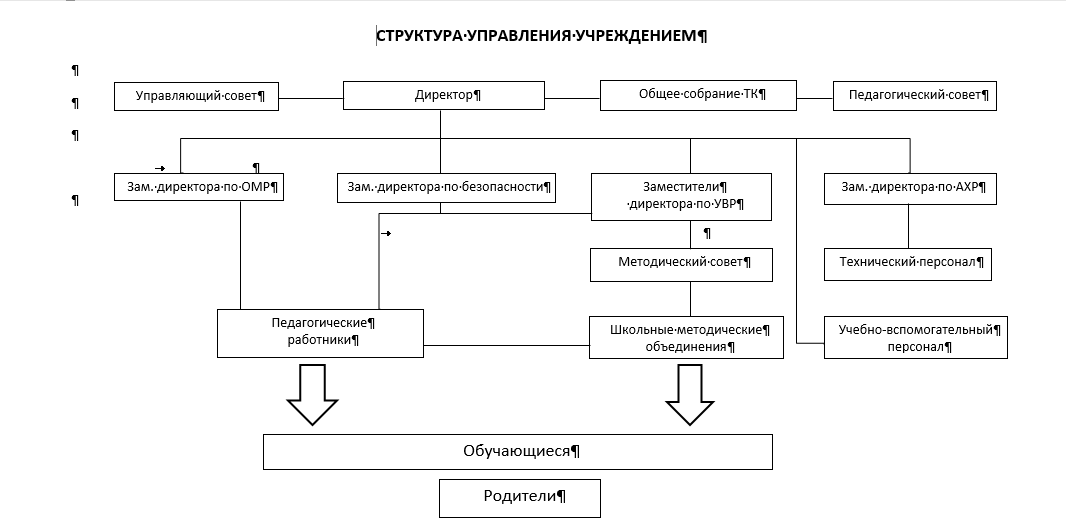 СТРУКТУРА УПРАВЛЕНИЯ УЧРЕЖДЕНИЕМ¶
¶
¶
¶
¶
Управляющий совет¶
Директор¶
Общее собрание ТК¶
Педагогический совет¶
¶
Зам. директора по ОМР¶
Зам. директора по безопасности¶
Заместители¶
директора по УВР¶
Зам. директора по АХР¶
¶
Методический совет¶
Технический персонал¶
Педагогические¶
работники¶
Школьные методические¶
объединения¶
Учебно-вспомогательный¶
персонал¶
Обучающиеся¶
Родители¶